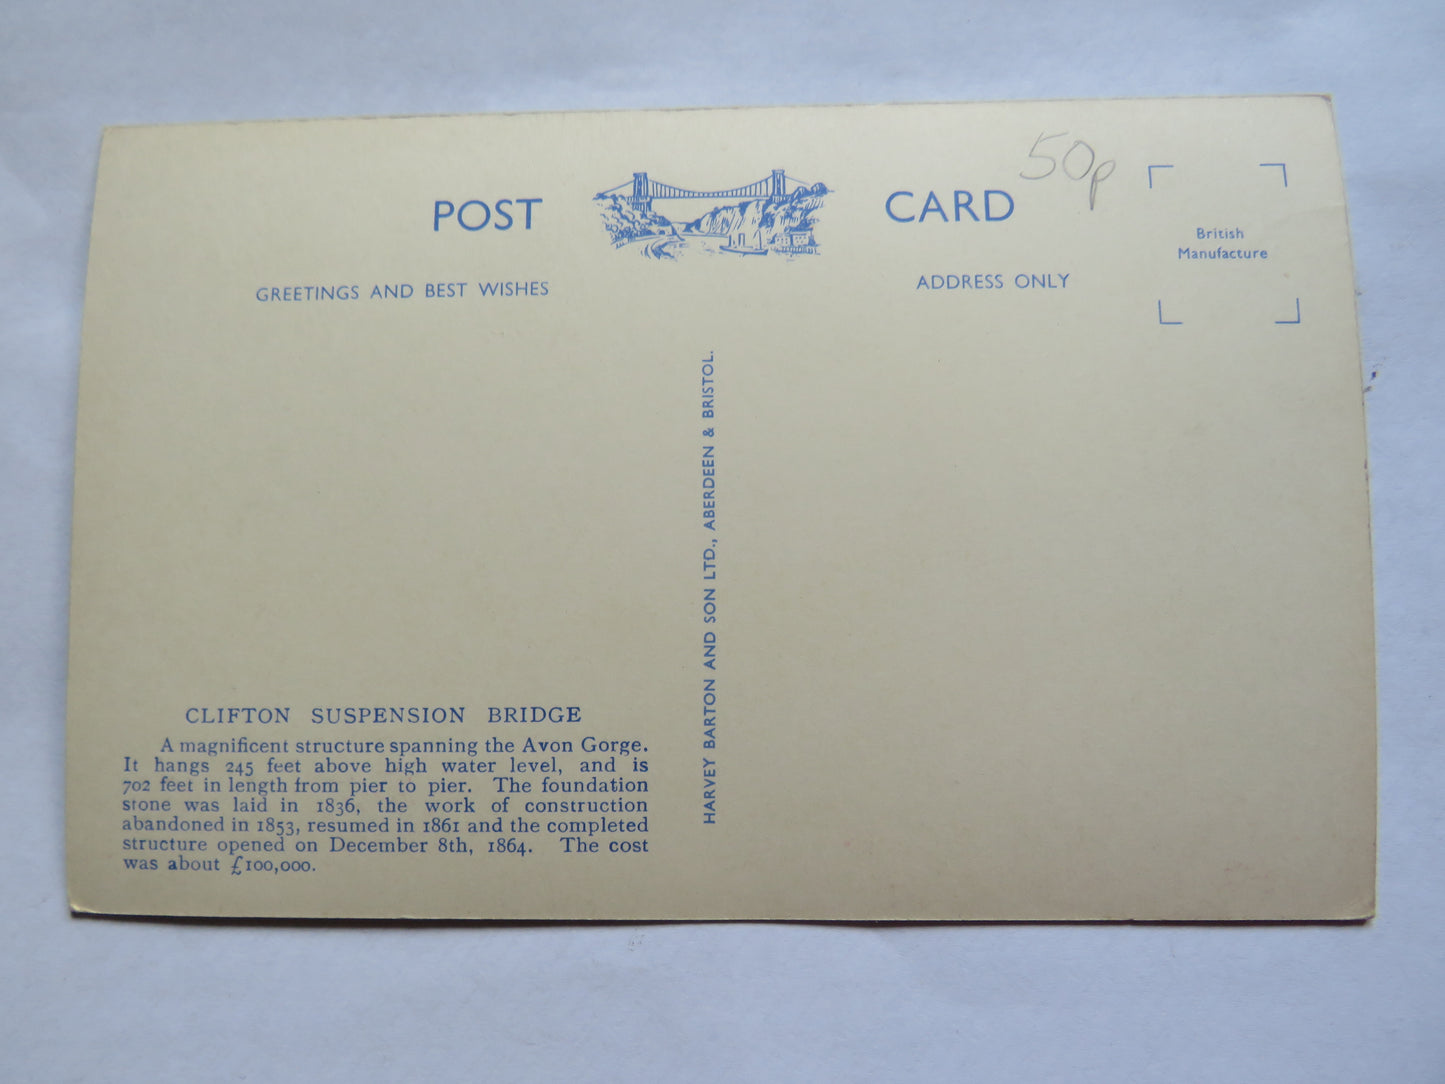 POST CARD
50p
British
Manufacture
GREETINGS AND BEST WISHES
ADDRESS ONLY
HARVEY BARTON AND SON LTD., ABERDEEN & BRISTOL.
CLIFTON SUSPENSION BRIDGE
A magnificent structure spanning the Avon Gorge.
It hangs 245 feet above high water level, and is
702 feet in length from pier to pier. The foundation
stone was laid in 1836, the work of construction
abandoned in 1853, resumed in 1861 and the completed
structure opened on December 8th, 1864. The cost
was about £100,000.